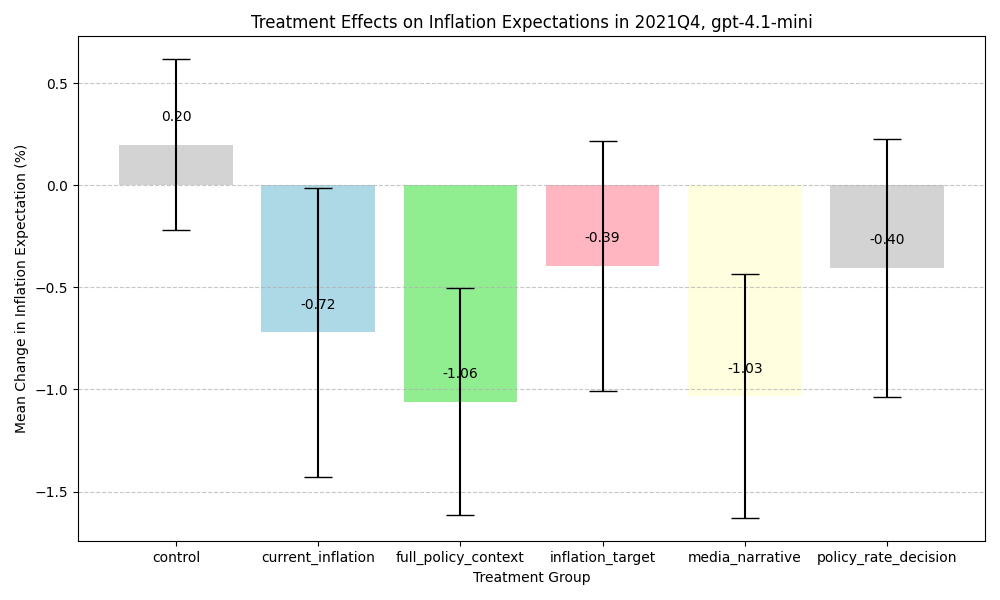 Treatment Effects on Inflation Expectations in 2021Q4, gpt-4.1-mini
Mean Change in Inflation Expectation (%)
0.5
0.0
−0.5
−1.0
−1.5
0.20
-0.72
-1.06
-0.39
-1.03
-0.40
control
current_inflation
full_policy_context
inflation_target
media_narrative
policy_rate_decision
Treatment Group